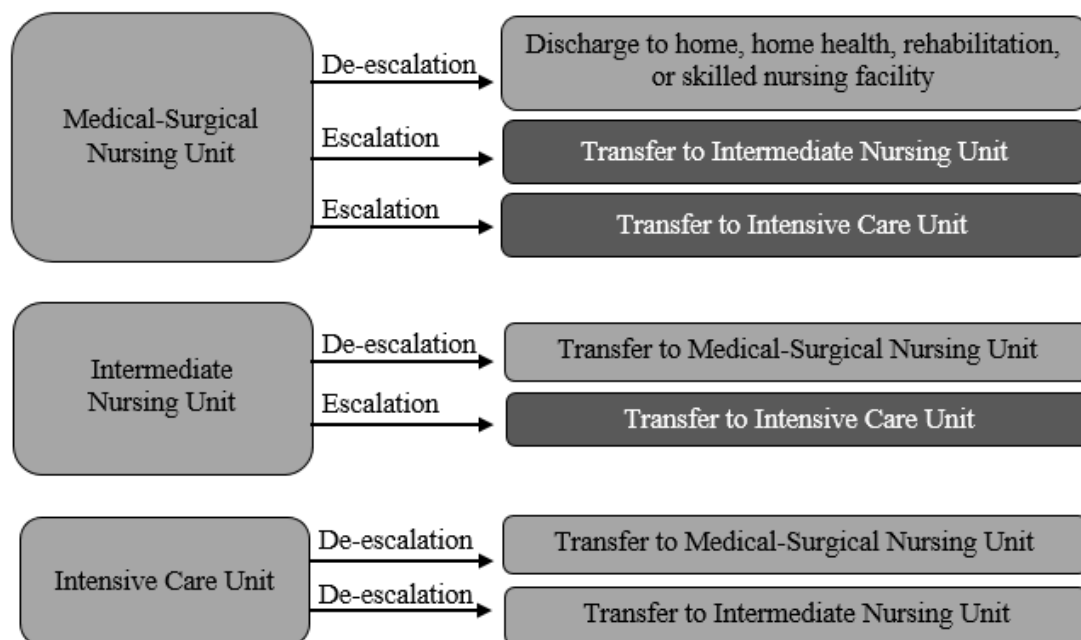 Medical-Surgical
Nursing Unit
De-escalation
Discharge to home, home health, rehabilitation,
or skilled nursing facility
Escalation
Transfer to Intermediate Nursing Unit
Escalation
Transfer to Intensive Care Unit
Intermediate
Nursing Unit
De-escalation
Transfer to Medical-Surgical Nursing Unit
Escalation
Transfer to Intensive Care Unit
Intensive Care Unit
De-escalation
Transfer to Medical-Surgical Nursing Unit
De-escalation
Transfer to Intermediate Nursing Unit